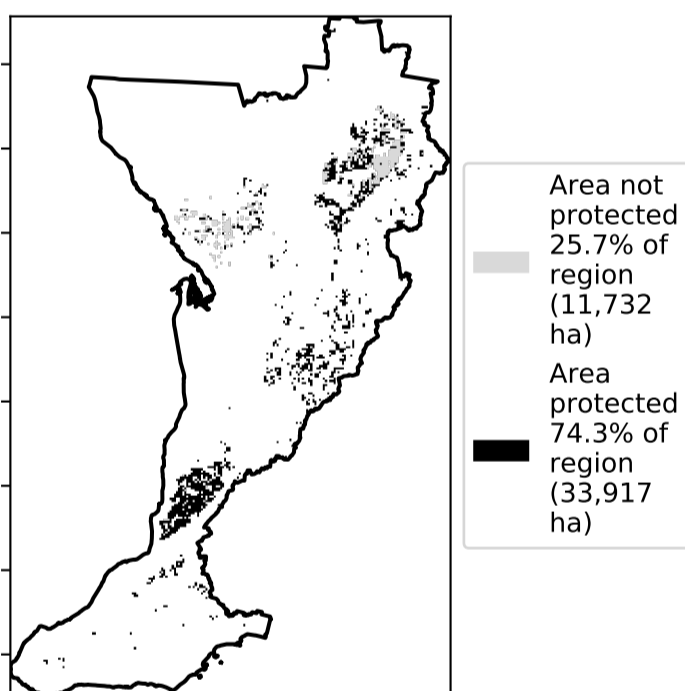 Area not
protected
25.7% of
region
(11,732
ha)
Area
protected
74.3% of
region
(33,917
ha)